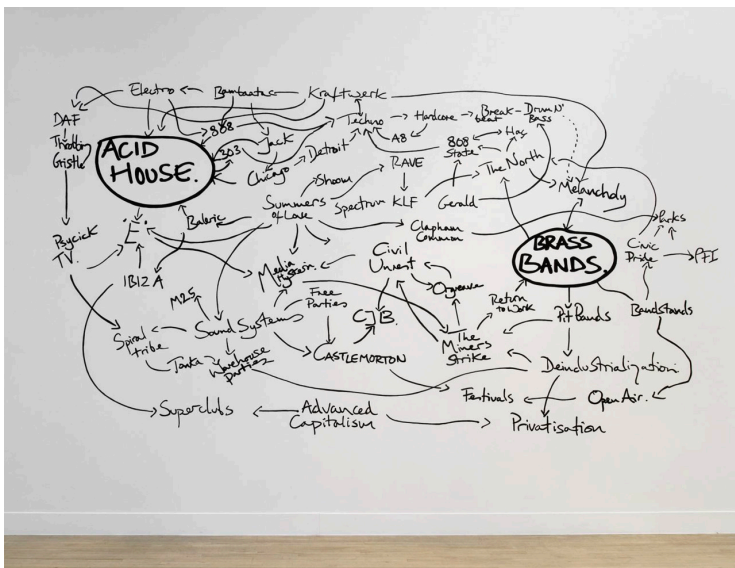 Electro
Bambaataa
Kraftwerk
DAF
Throbbing
Gistle
ACID
HOUSE.
808
303
Jack
Chicago
Detroit
Techno
Hardcore
Break-
beat
Drum N'
Bass
A8
808
State
Hac
The North
Melancholy
Shoom
RAVE
Summers
of Love
Spectrum
KLF
Gerald
Clapham
Common
Baleric
'E'.
Psycick
TV
IBIZA
Media
Hysteria
Civil
Unrest
Orgreave
BRASS
BANDS.
Civic
Pride
Parks
PFI
M25
Free
Parties
CJB.
Return
to Work
Pit Bands
Bandstands
Spiral
tribe
Sound Systems
Tonka
Warehouse
parties
CASTLEMORTON
The
Miners
Strike
Deindustrialization
Festivals
Open Air.
Superclubs
Advanced
Capitalism
Privatisation